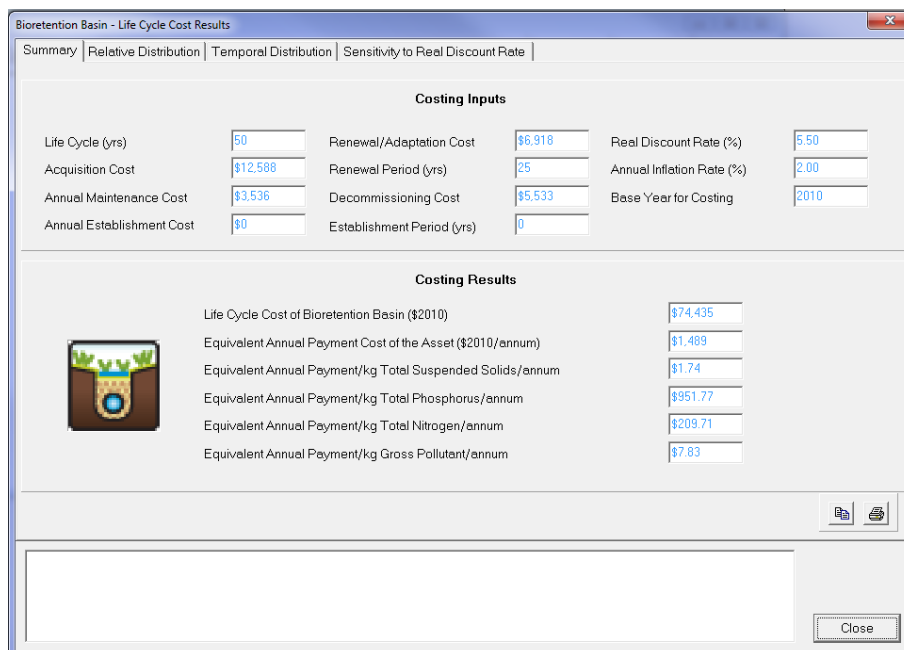 Bioretention Basin - Life Cycle Cost Results
Summary Relative Distribution Temporal Distribution Sensitivity to Real Discount Rate
Costing Inputs
Life Cycle (yrs) 50 Renewal/Adaptation Cost $6,918 Real Discount Rate (%) 5.50
Acquisition Cost $12,588 Renewal Period (yrs) 25 Annual Inflation Rate (%) 2.00
Annual Maintenance Cost $3,536 Decommissioning Cost $5,533 Base Year for Costing 2010
Annual Establishment Cost $0 Establishment Period (yrs) 0
Costing Results
Life Cycle Cost of Bioretention Basin ($2010) $74,435
Equivalent Annual Payment Cost of the Asset ($2010/annum) $1,489
Equivalent Annual Payment/kg Total Suspended Solids/annum $1.74
Equivalent Annual Payment/kg Total Phosphorus/annum $951.77
Equivalent Annual Payment/kg Total Nitrogen/annum $209.71
Equivalent Annual Payment/kg Gross Pollutant/annum $7.83
Close